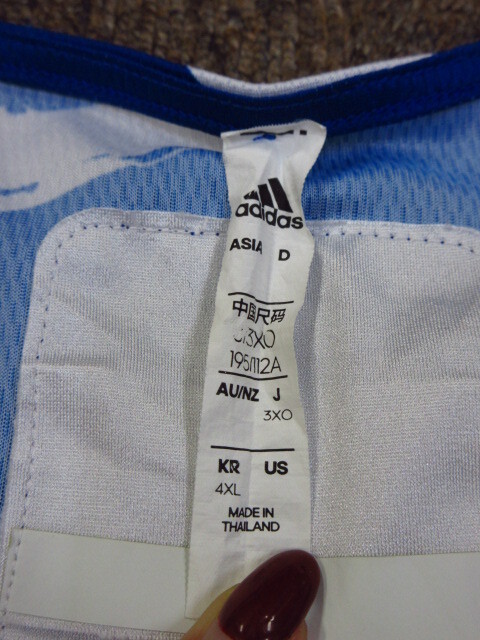 adidas
ASIA D
中国尺码
J/3XO
195/112A
AU/NZ J
3XO
KR US
4XL
MADE IN
THAILAND